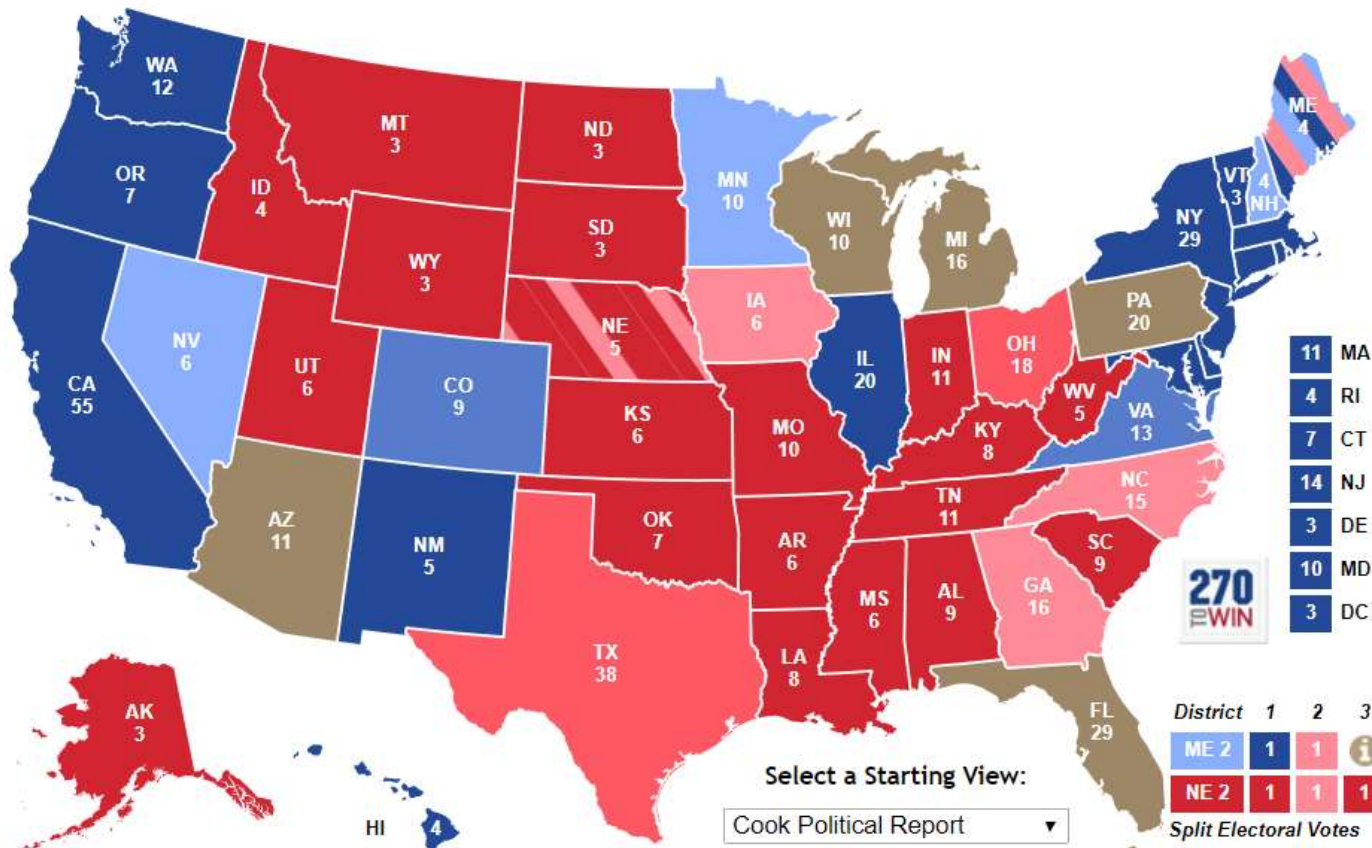 WA
12
OR
7
CA
55
NV
6
ID
4
MT
3
WY
3
UT
6
AZ
11
CO
9
NM
5
ND
3
SD
3
NE
5
KS
6
OK
7
TX
38
MN
10
IA
6
MO
10
AR
6
LA
8
WI
10
IL
20
MI
16
IN
11
OH
18
KY
8
TN
11
MS
6
AL
9
GA
16
FL
29
SC
9
NC
15
VA
13
WV
5
PA
20
NY
29
VT
3
4
NH
ME
4
AK
3
HI
4
11 MA
4 RI
7 CT
14 NJ
3 DE
10 MD
3 DC
270
TO WIN
Select a Starting View:
Cook Political Report ▼
District 1 2 3
ME 2 1 1 i
NE 2 1 1 1
Split Electoral Votes